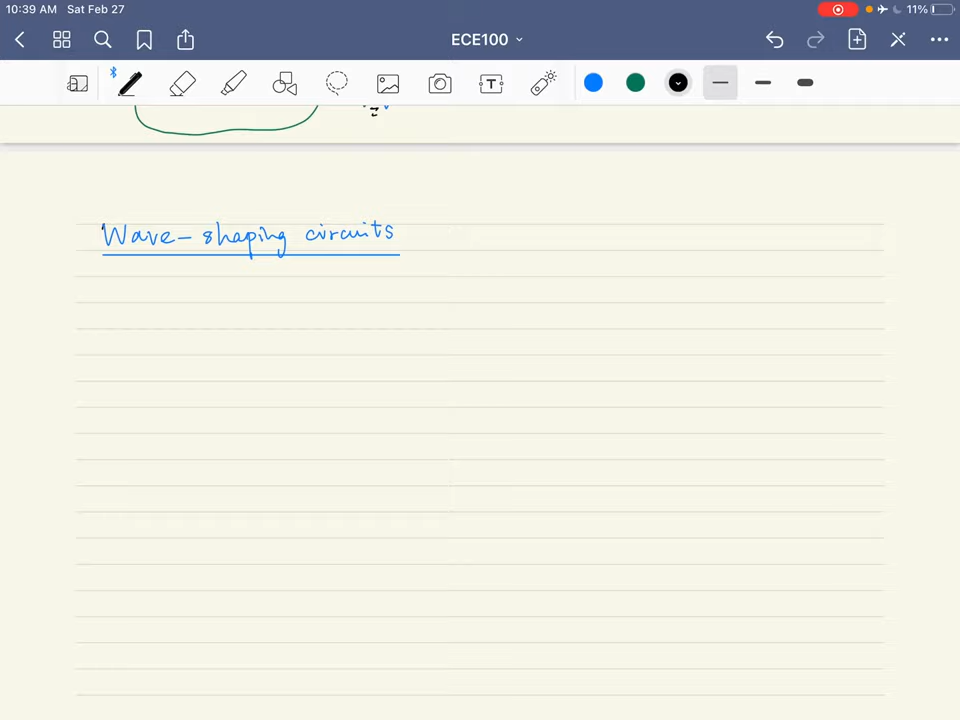 10:39 AM Sat Feb 27
11%
ECE100
T
Wave-shaping circuits